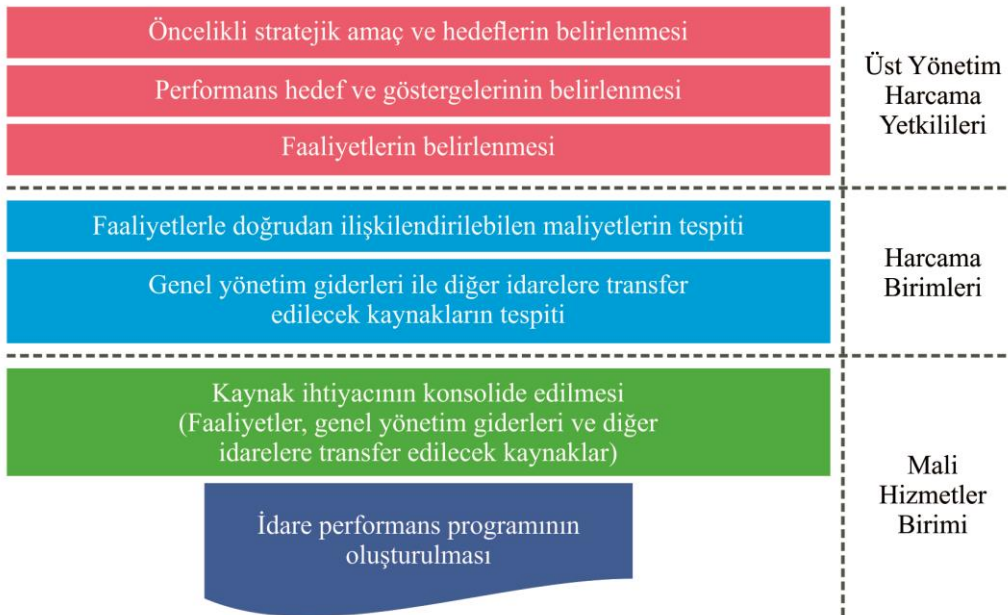 Öncelikli stratejik amaç ve hedeflerin belirlenmesi
Performans hedef ve göstergelerinin belirlenmesi
Faaliyetlerin belirlenmesi
Üst Yönetim
Harcama
Yetkilileri
Faaliyetlerle doğrudan ilişkilendirilebilen maliyetlerin tespiti
Genel yönetim giderleri ile diğer idarelere transfer
edilecek kaynakların tespiti
Harcama
Birimleri
Kaynak ihtiyacının konsolide edilmesi
(Faaliyetler, genel yönetim giderleri ve diğer
idarelere transfer edilecek kaynaklar)
İdare performans programının
oluşturulması
Mali
Hizmetler
Birimi